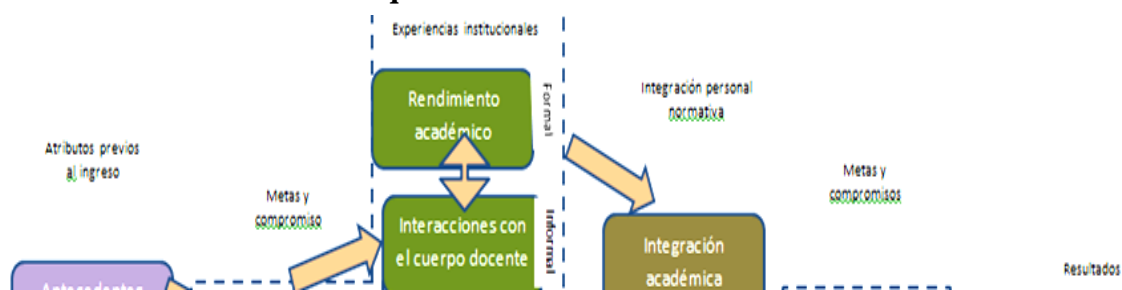 Experiencias institucionales
Rendimiento
académico
Formal
Integración personal
normativa
Atributos previos
al ingreso
Metas y
compromisos
Metas y
compromiso
Interacciones con
el cuerpo docente
Informal
Integración
académica
Resultados
Antecedentes